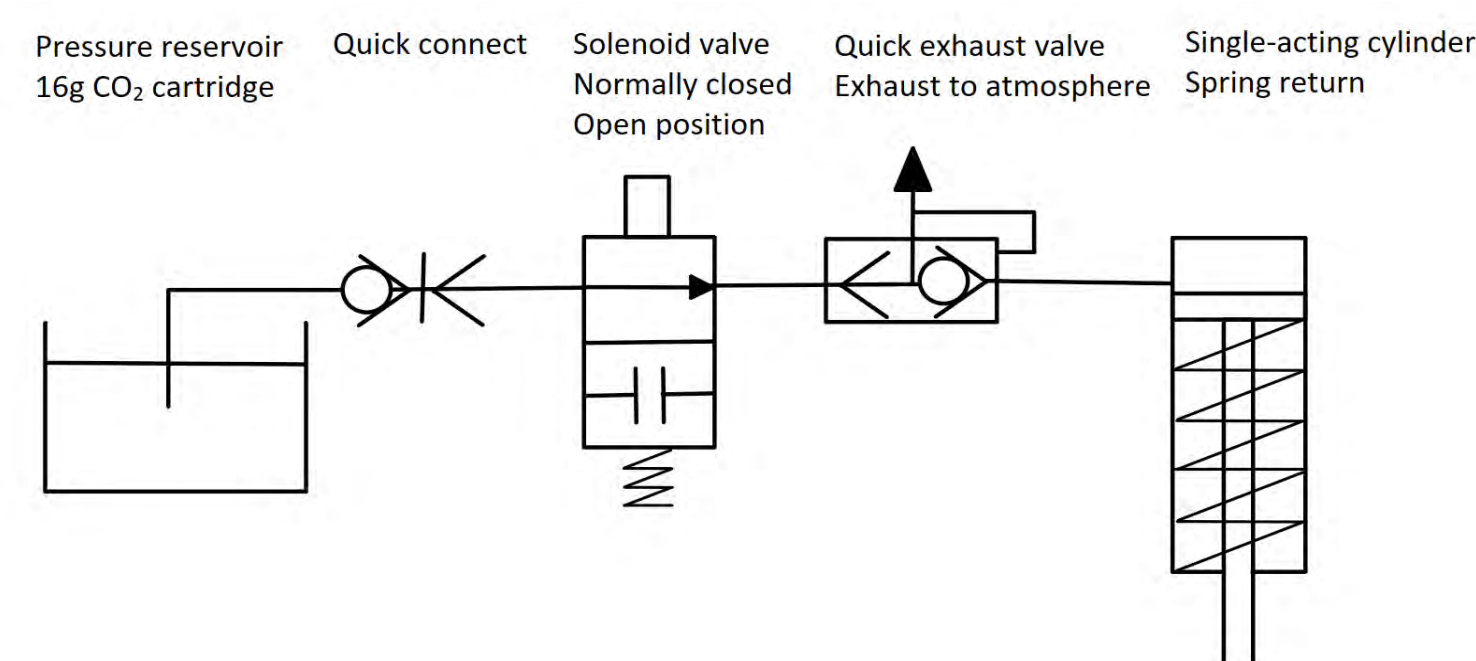 Pressure reservoir
16g CO₂ cartridge
Quick connect
Solenoid valve
Normally closed
Open position
Quick exhaust valve
Exhaust to atmosphere
Single-acting cylinder
Spring return